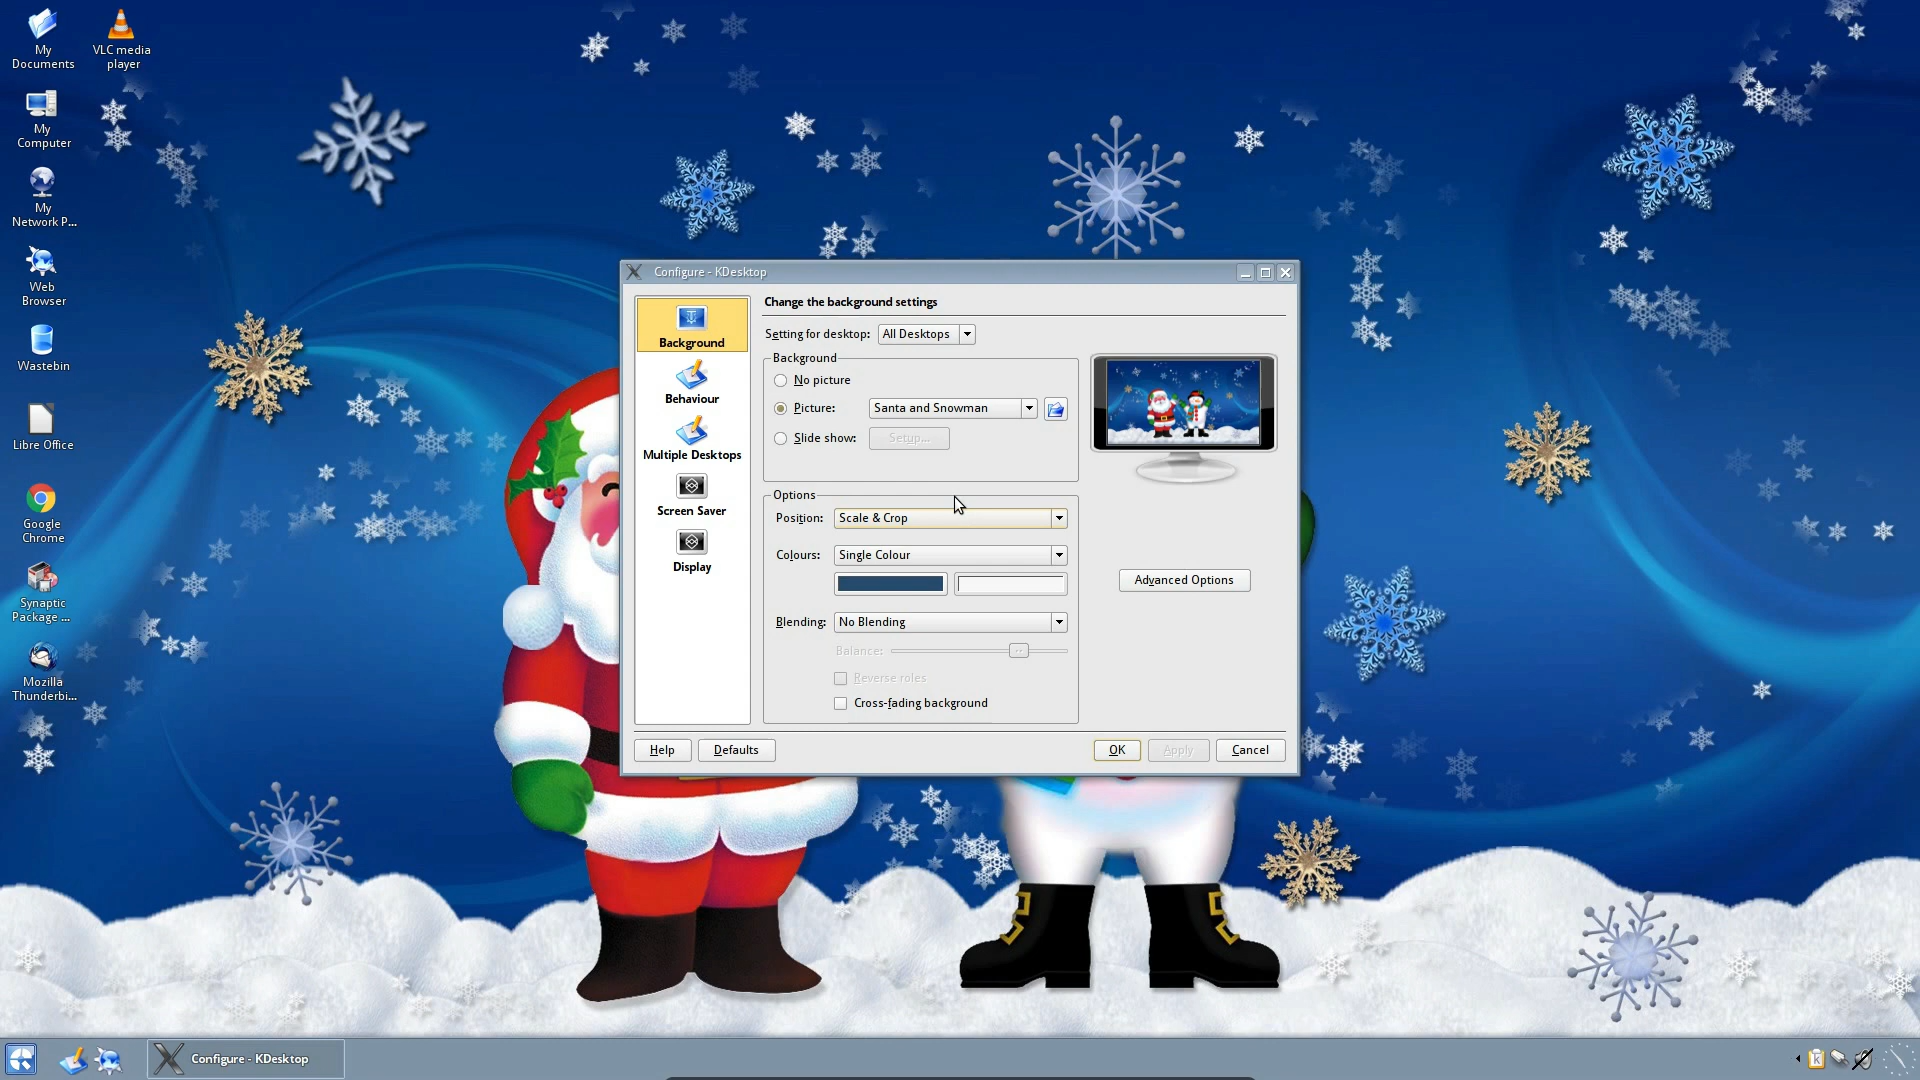 My
Documents
VLC media
player
My
Computer
My
Network P...
Web
Browser
Wastebin
Libre Office
Google
Chrome
Synaptic
Package ...
Mozilla
Thunderbi...
Configure - KDesktop
Background
Behaviour
Multiple Desktops
Screen Saver
Display
Change the background settings
Setting for desktop: All Desktops
Background
No picture
Picture: Santa and Snowman
Slide show: Setup...
Options
Position: Scale & Crop
Colours: Single Colour
Blending: No Blending
Balance:
Reverse roles
Cross-fading background
Advanced Options
Help Defaults OK Apply Cancel
Configure - KDesktop